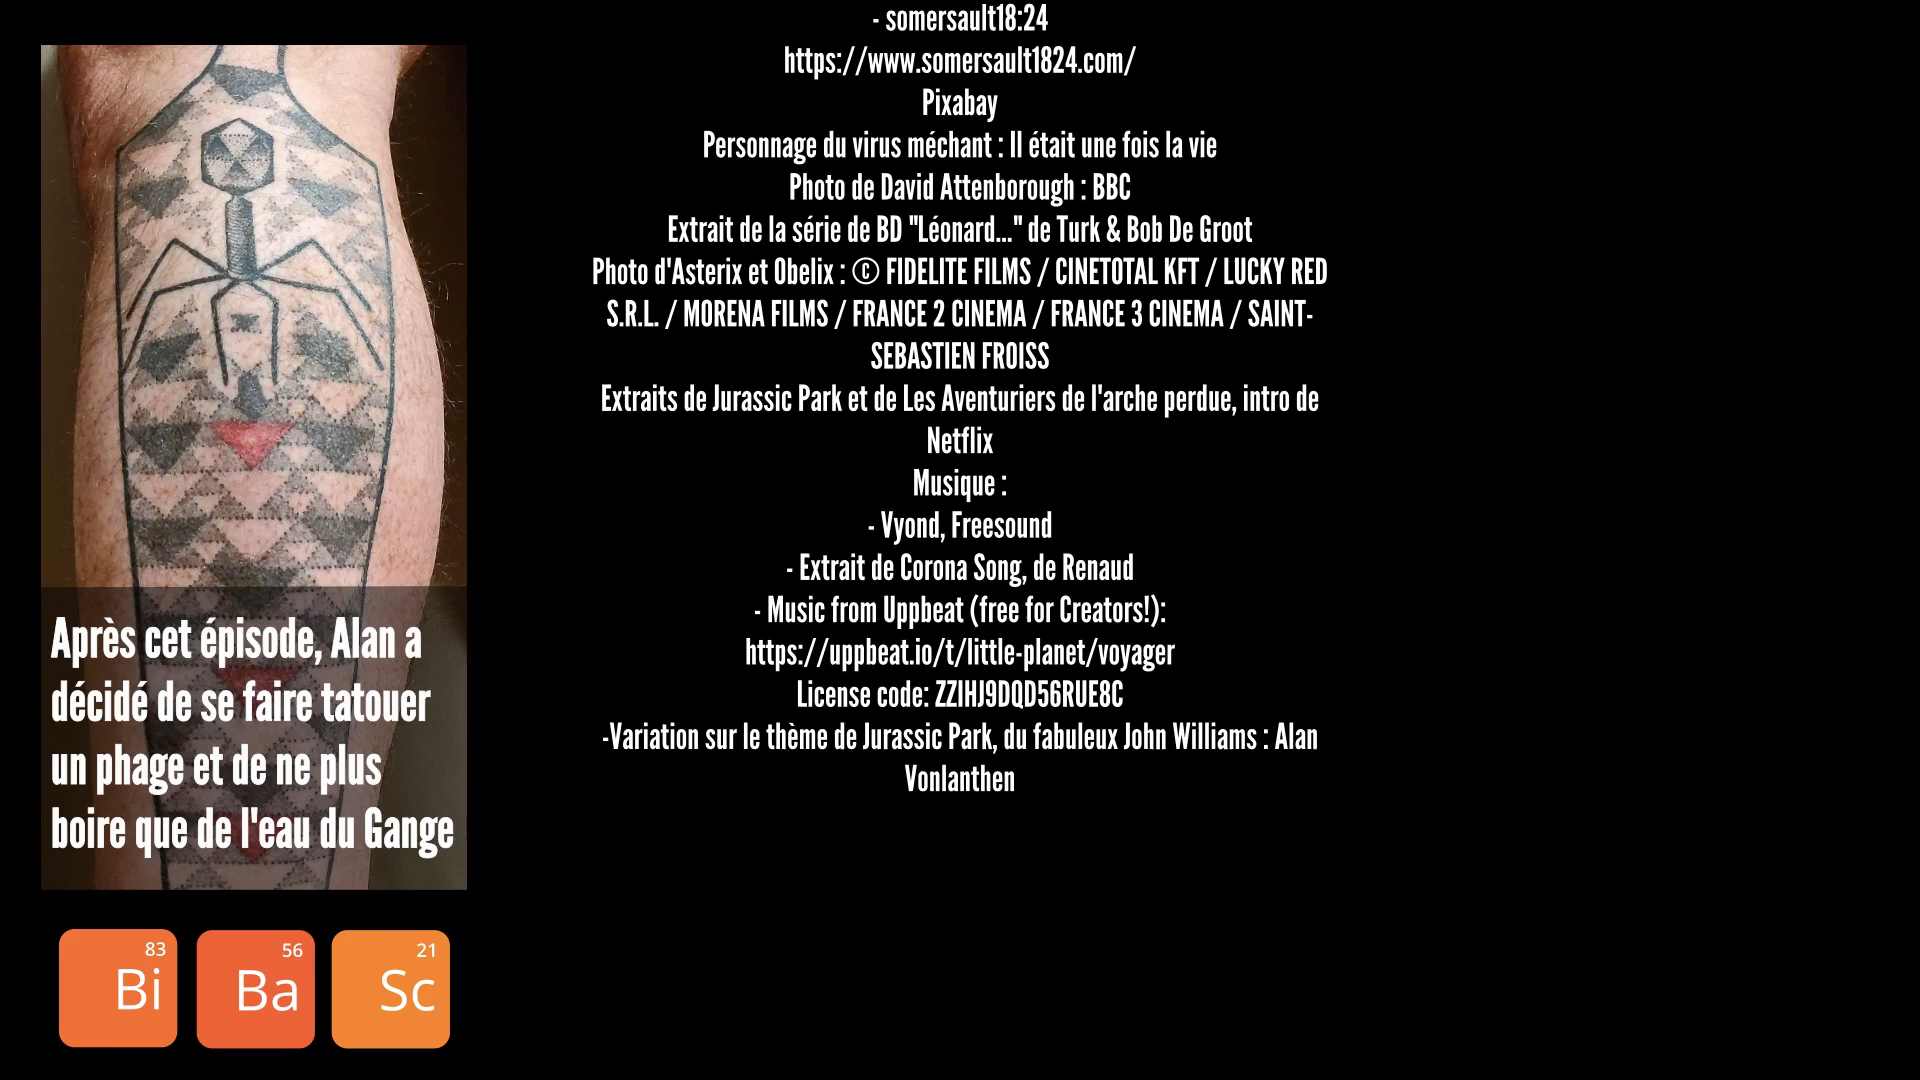 - somersault18:24
https://www.somersault1824.com/
Pixabay
Personnage du virus méchant : Il était une fois la vie
Photo de David Attenborough : BBC
Extrait de la série de BD "Léonard..." de Turk & Bob De Groot
Photo d'Asterix et Obelix : © FIDELITE FILMS / CINETOTAL KFT / LUCKY RED
S.R.L. / MORENA FILMS / FRANCE 2 CINEMA / FRANCE 3 CINEMA / SAINT-
SEBASTIEN FROISS
Extraits de Jurassic Park et de Les Aventuriers de l'arche perdue, intro de
Netflix
Musique :
- Vyond, Freesound
- Extrait de Corona Song, de Renaud
- Music from Uppbeat (free for Creators!):
https://uppbeat.io/t/little-planet/voyager
License code: ZZIHJ9DQD56RUE8C
-Variation sur le thème de Jurassic Park, du fabuleux John Williams : Alan
Vonlanthen
Après cet épisode, Alan a
décidé de se faire tatouer
un phage et de ne plus
boire que de l'eau du Gange
83 56 21
Bi Ba Sc